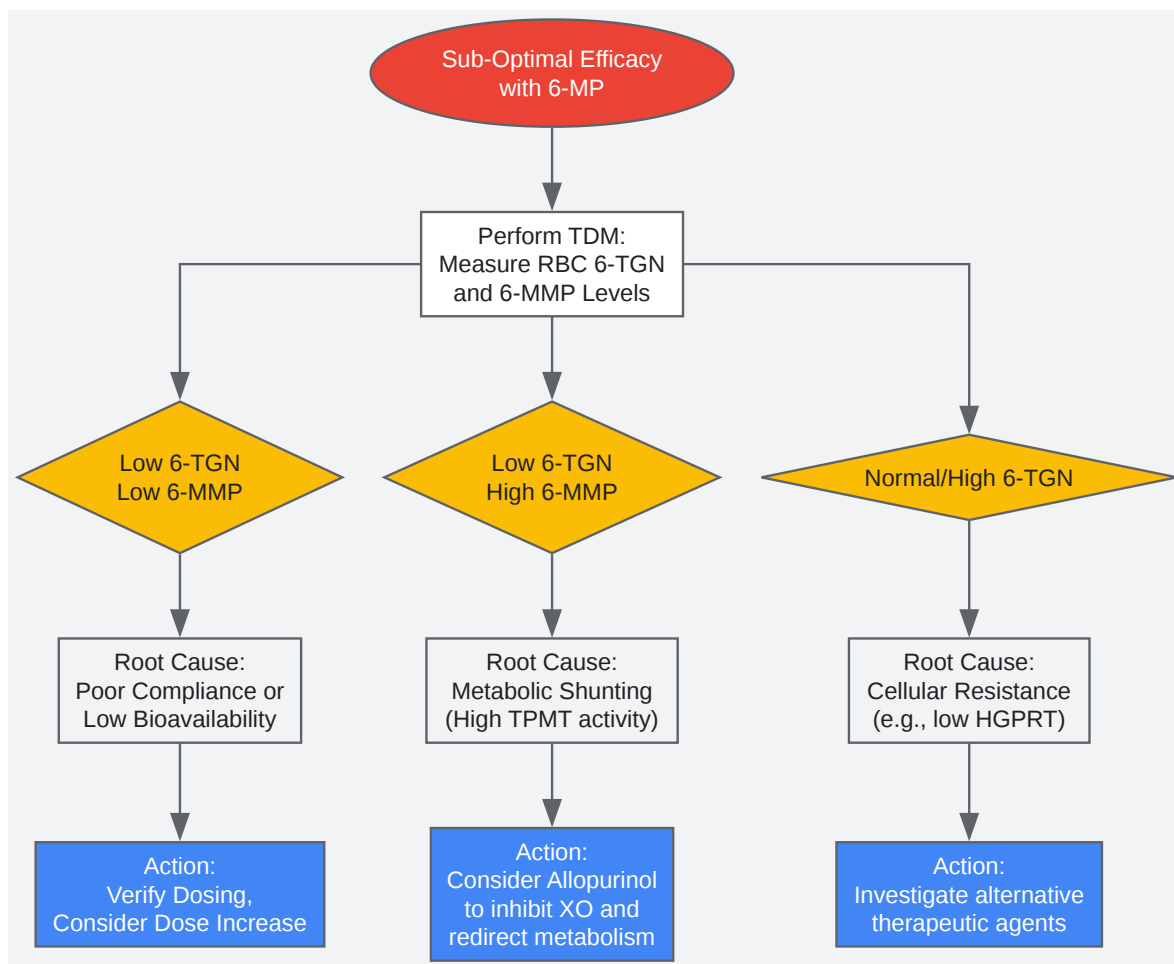 Sub-Optimal Efficacy
with 6-MP
Perform TDM:
Measure RBC 6-TGN
and 6-MMP Levels
Low 6-TGN
Low 6-MMP
Low 6-TGN
High 6-MMP
Normal/High 6-TGN
Root Cause:
Poor Compliance or
Low Bioavailability
Root Cause:
Metabolic Shunting
(High TPMT activity)
Root Cause:
Cellular Resistance
(e.g., low HGPRT)
Action:
Verify Dosing,
Consider Dose Increase
Action:
Consider Allopurinol
to inhibit XO and
redirect metabolism
Action:
Investigate alternative
therapeutic agents